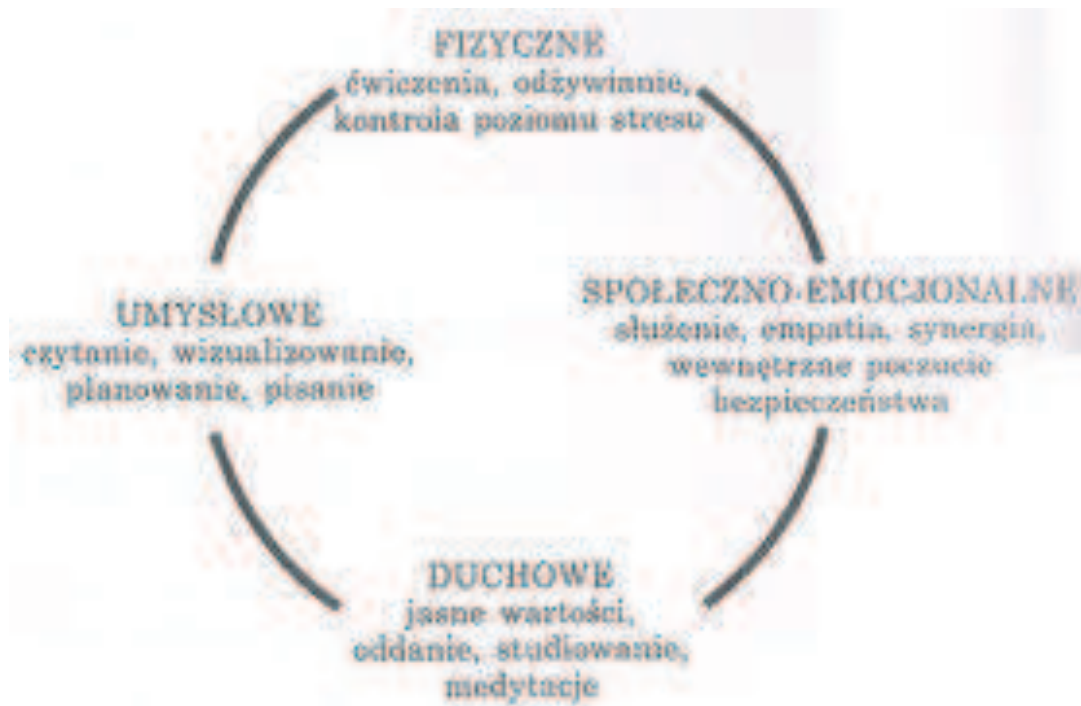 FIZYCZNE
ćwiczenia, odżywianie,
kontrola poziomu stresu
UMYSŁOWE
czytanie, wizualizowanie,
planowanie, pisanie
SPOŁECZNO-EMOCJONALNE
służenie, empatia, synergia,
wewnętrzne poczucie
bezpieczeństwa
DUCHOWE
jasne wartości,
oddanie, studiowanie,
medytacje